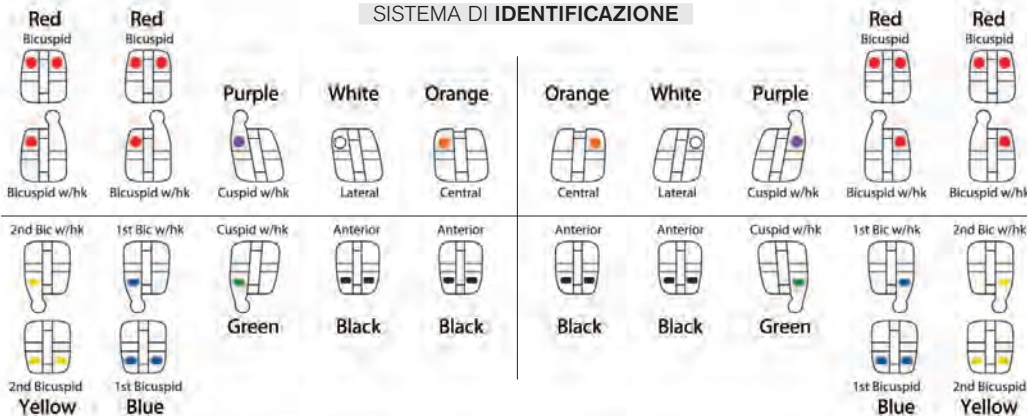 SISTEMA DI IDENTIFICAZIONE
Red Red Red Red
Bicuspid Bicuspid Bicuspid Bicuspid
Purple White Orange Orange White Purple
Bicuspid w/hk Bicuspid w/hk Cuspid w/hk Lateral Central Central Lateral Cuspid w/hk Bicuspid w/hk Bicuspid w/hk
2nd Bic w/hk 1st Bic w/hk Cuspid w/hk Anterior Anterior Anterior Anterior Cuspid w/hk 1st Bic w/hk 2nd Bic w/hk
Green Black Black Black Black Green
2nd Bicuspid 1st Bicuspid 1st Bicuspid 2nd Bicuspid
Yellow Blue Blue Yellow